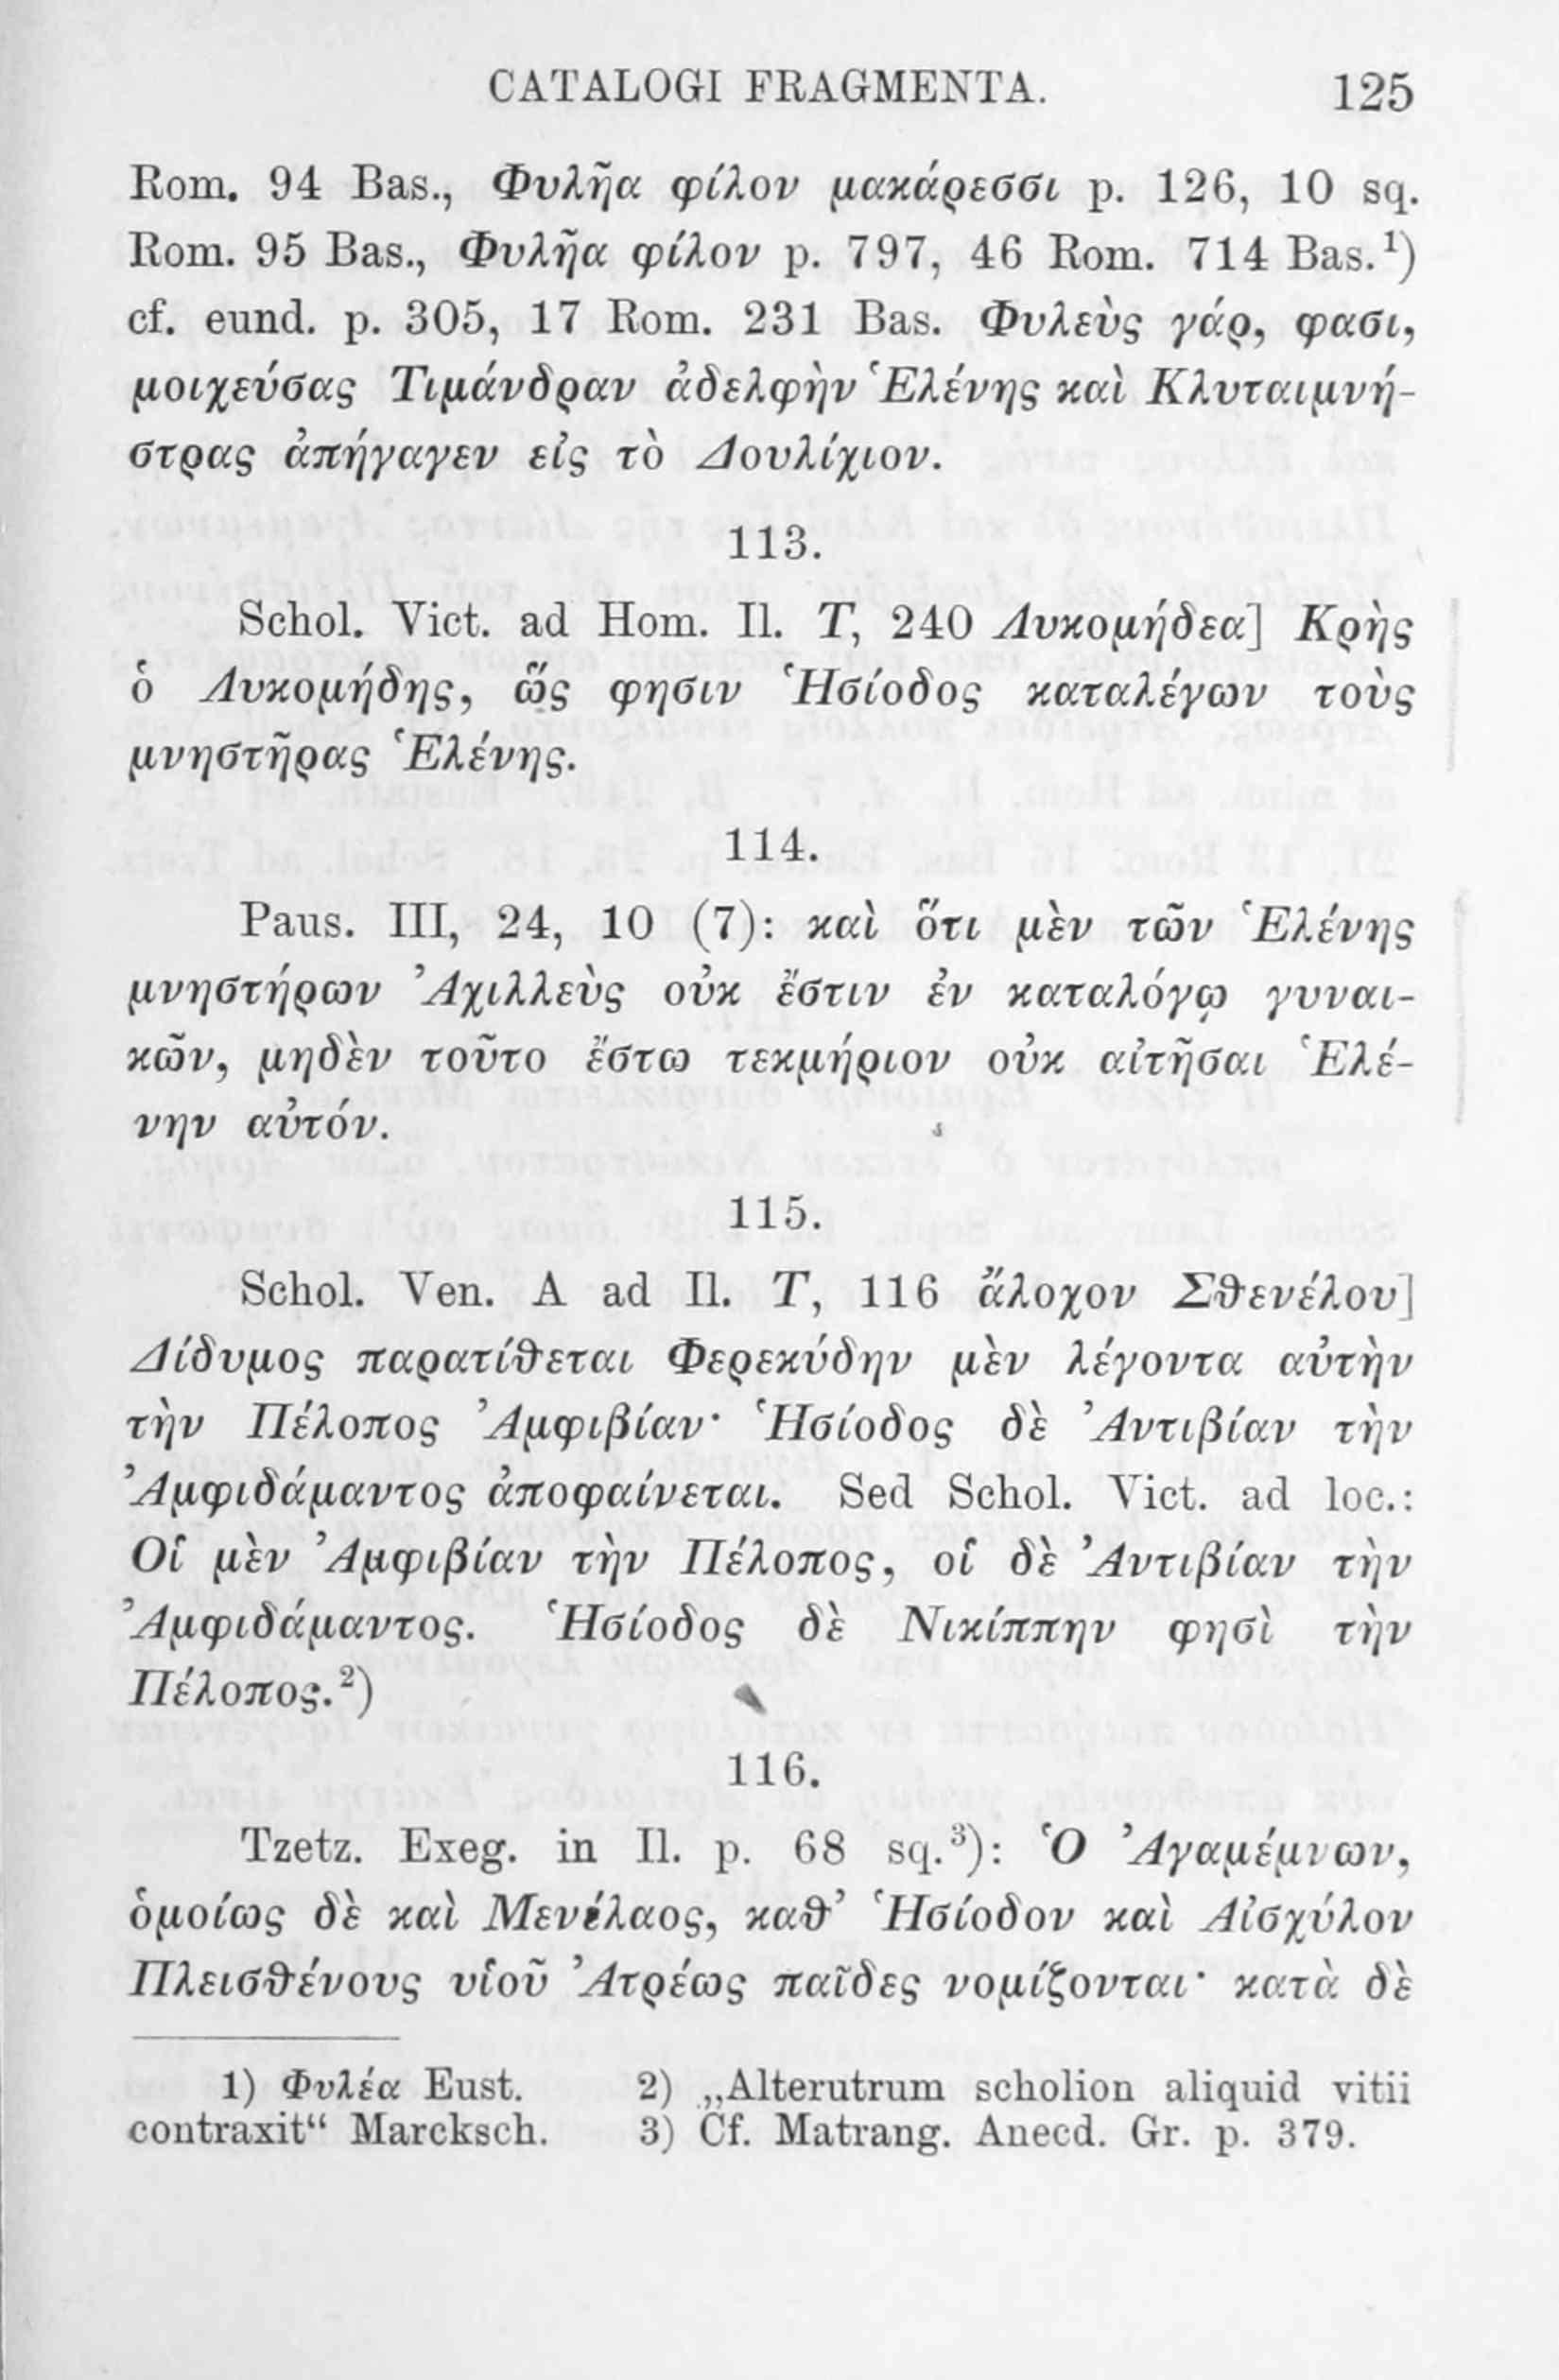 CATALOGI FRAGMENTA. 125
Rom. 94 Bas., Φυλῆα φίλον μακάρεσσι p. 126, 10 sq.
Rom. 95 Bas., Φυλῆα φίλον p. 797, 46 Rom. 714 Bas.¹)
cf. eund. p. 305, 17 Rom. 231 Bas. Φυλεὺς γάρ, φασι,
μοιχεύσας Τιμάνδραν ἀδελφὴν Ἑλένης καὶ Κλυταιμνή-
στρας ἀπήγαγεν εἰς τὸ Δουλίχιον.
113.
Schol. Vict. ad Hom. Il. T, 240 Λυκομήδεα] Κρὴς
ὁ Λυκομήδης, ὥς φησιν Ἡσίοδος καταλέγων τοὺς
μνηστῆρας Ἑλένης.
114.
Paus. III, 24, 10 (7): καὶ ὅτι μὲν τῶν Ἑλένης
μνηστήρων Ἀχιλλεὺς οὐκ ἔστιν ἐν καταλόγῳ γυναι-
κῶν, μηδὲν τοῦτο ἔστω τεκμήριον οὐκ αἰτῆσαι Ἑλέ-
νην αὐτόν.
115.
Schol. Ven. A ad Il. T, 116 ἄλοχον Σθενέλου]
Δίδυμος παρατίθεται Φερεκύδην μὲν λέγοντα αὐτὴν
τὴν Πέλοπος Ἀμφιβίαν· Ἡσίοδος δὲ Ἀντιβίαν τὴν
Ἀμφιδάμαντος ἀποφαίνεται. Sed Schol. Vict. ad loc.:
Οἱ μὲν Ἀμφιβίαν τὴν Πέλοπος, οἱ δὲ Ἀντιβίαν τὴν
Ἀμφιδάμαντος. Ἡσίοδος δὲ Νικίππην φησὶ τὴν
Πέλοπος.²)
116.
Tzetz. Exeg. in Il. p. 68 sq.³): Ὁ Ἀγαμέμνων,
ὁμοίως δὲ καὶ Μενέλαος, καθ’ Ἡσίοδον καὶ Αἰσχύλον
Πλεισθένους υἱοῦ Ἀτρέως παῖδες νομίζονται· κατὰ δὲ
1) Φυλέα Eust. 2) „Alterutrum scholion aliquid vitii
contraxit“ Marcksch. 3) Cf. Matrang. Anecd. Gr. p. 379.